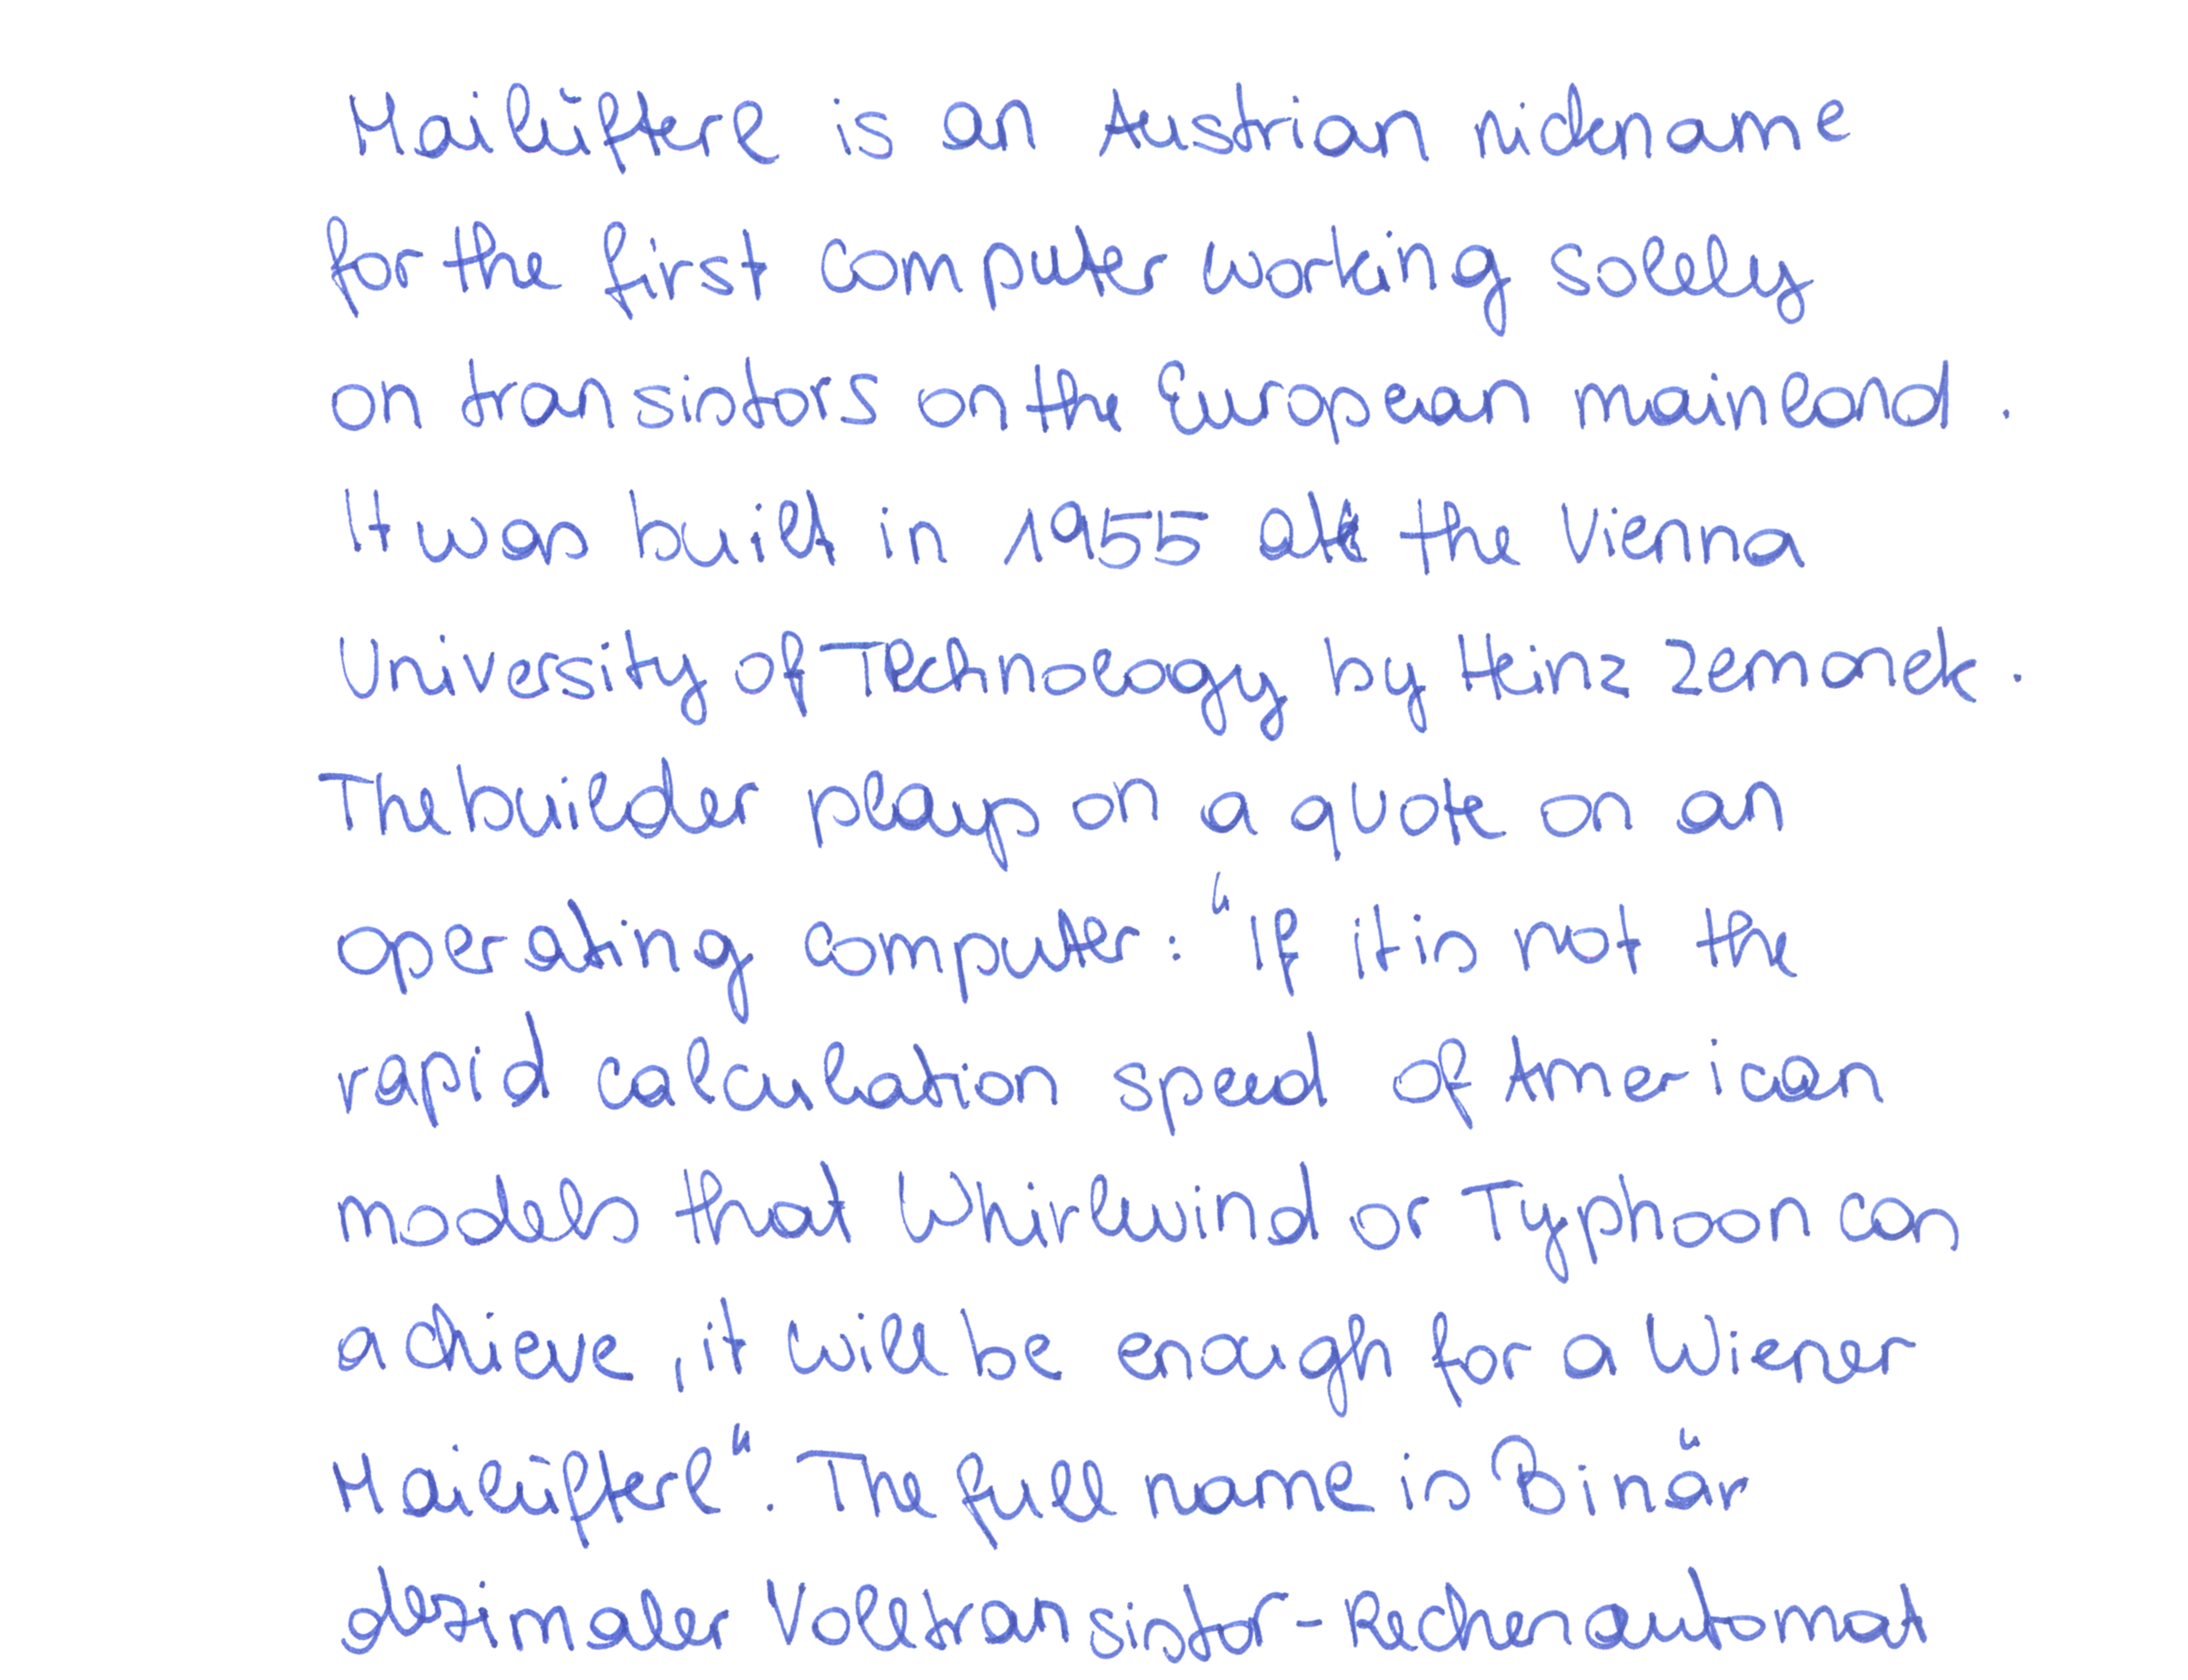 Mailüfterl is an Austrian nickname
for the first computer working solely
on transistors on the European mainland.
It was built in 1955 at the Vienna
University of Technology by Heinz Zemanek.
The builder plays on a quote on an
operating computer: "If it is not the
rapid calculation speed of American
models that Whirlwind or Typhoon can
achieve, it will be enough for a Wiener
Mailüfterl". The full name is Binär
dezimaler Volltransistor-Rechenautomat